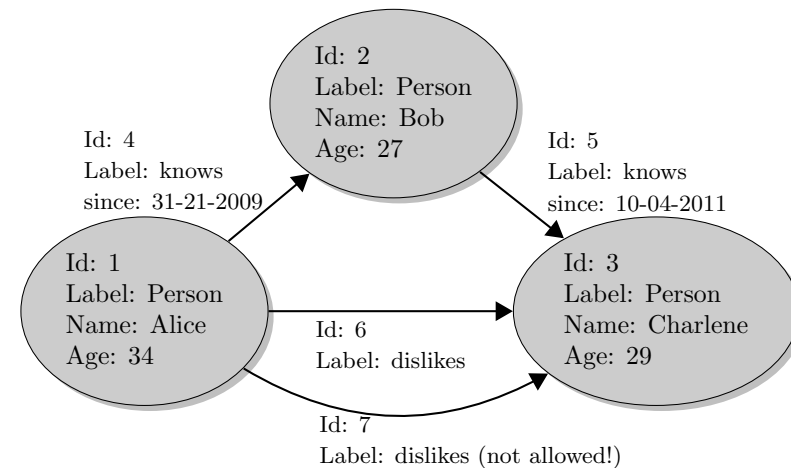 Id: 2
Label: Person
Name: Bob
Age: 27
Id: 4
Label: knows
since: 31-21-2009
Id: 5
Label: knows
since: 10-04-2011
Id: 1
Label: Person
Name: Alice
Age: 34
Id: 3
Label: Person
Name: Charlene
Age: 29
Id: 6
Label: dislikes
Id: 7
Label: dislikes (not allowed!)